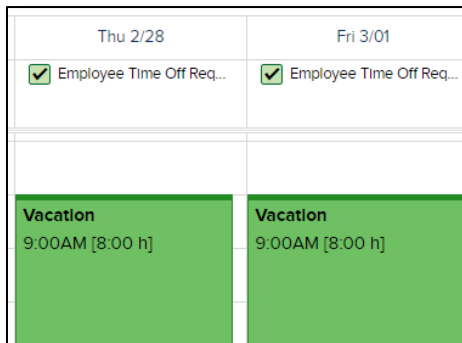 Thu 2/28
Fri 3/01
Employee Time Off Req...
Employee Time Off Req...
Vacation
9:00AM [8:00 h]
Vacation
9:00AM [8:00 h]